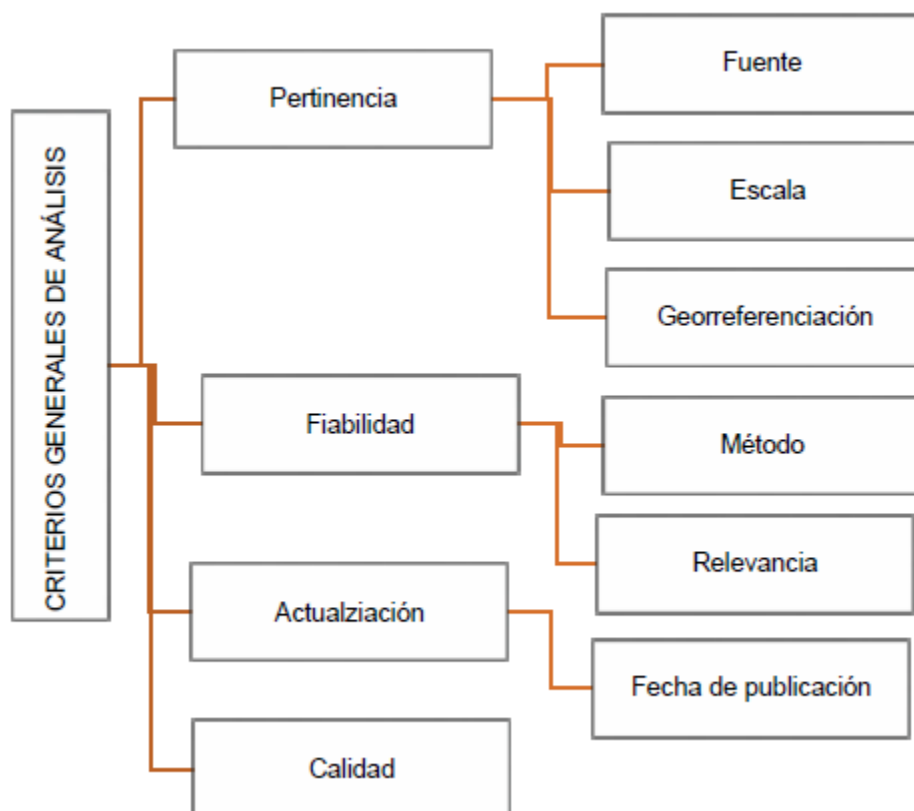 CRITERIOS GENERALES DE ANÁLISIS
Pertinencia
Fuente
Escala
Georreferenciación
Fiabilidad
Método
Relevancia
Actualziación
Fecha de publicación
Calidad